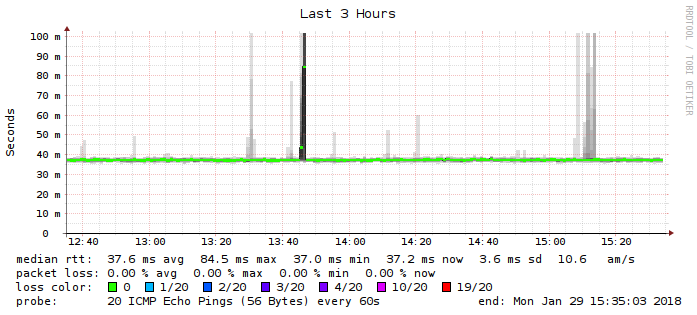 Last 3 Hours
RRDTOOL / TOBI OETIKER
Seconds
100 m
90 m
80 m
70 m
60 m
50 m
40 m
30 m
20 m
10 m
0
12:40 13:00 13:20 13:40 14:00 14:20 14:40 15:00 15:20
median rtt: 37.6 ms avg 84.5 ms max 37.0 ms min 37.2 ms now 3.6 ms sd 10.6 am/s
packet loss: 0.00 % avg 0.00 % max 0.00 % min 0.00 % now
loss color: 0 1/20 2/20 3/20 4/20 10/20 19/20
probe: 20 ICMP Echo Pings (56 Bytes) every 60s end: Mon Jan 29 15:35:03 2018